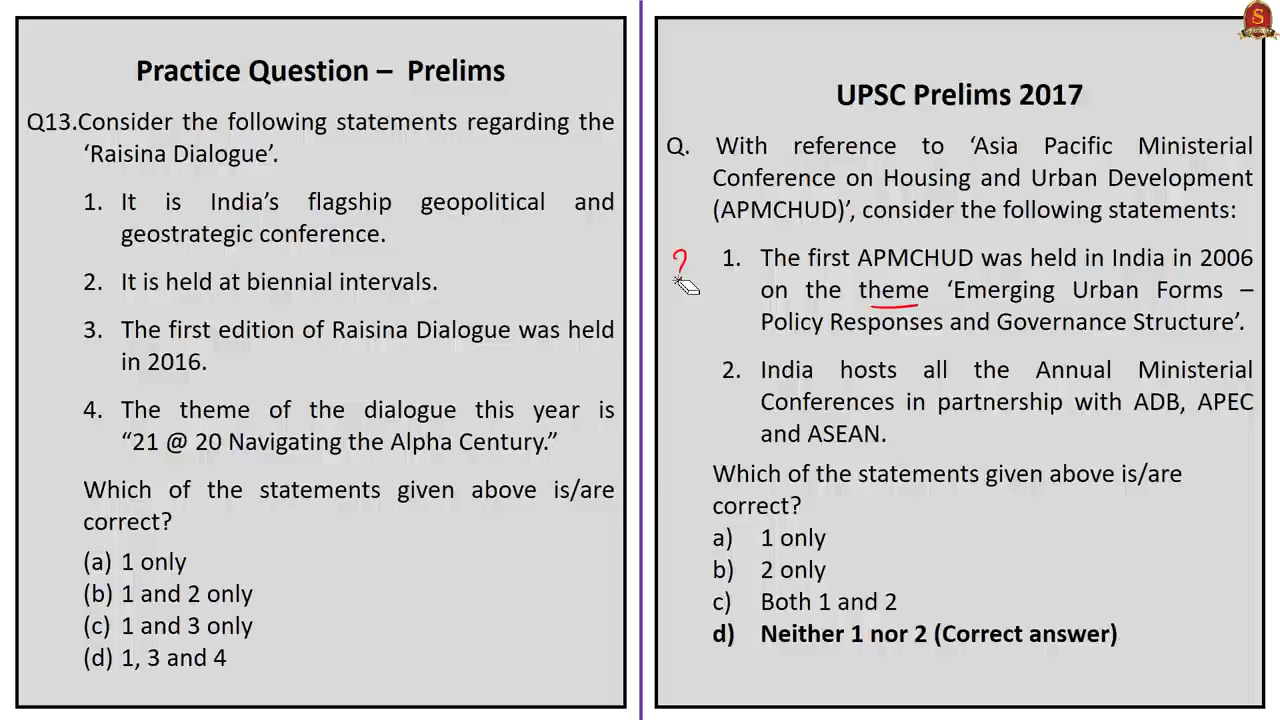 Practice Question – Prelims
Q13.Consider the following statements regarding the
‘Raisina Dialogue’.
1. It is India’s flagship geopolitical and
geostrategic conference.
2. It is held at biennial intervals.
3. The first edition of Raisina Dialogue was held
in 2016.
4. The theme of the dialogue this year is
“21 @ 20 Navigating the Alpha Century.”
Which of the statements given above is/are
correct?
(a) 1 only
(b) 1 and 2 only
(c) 1 and 3 only
(d) 1, 3 and 4
UPSC Prelims 2017
Q. With reference to ‘Asia Pacific Ministerial
Conference on Housing and Urban Development
(APMCHUD)’, consider the following statements:
?
1. The first APMCHUD was held in India in 2006
on the theme ‘Emerging Urban Forms –
Policy Responses and Governance Structure’.
2. India hosts all the Annual Ministerial
Conferences in partnership with ADB, APEC
and ASEAN.
Which of the statements given above is/are
correct?
a) 1 only
b) 2 only
c) Both 1 and 2
d) Neither 1 nor 2 (Correct answer)
S